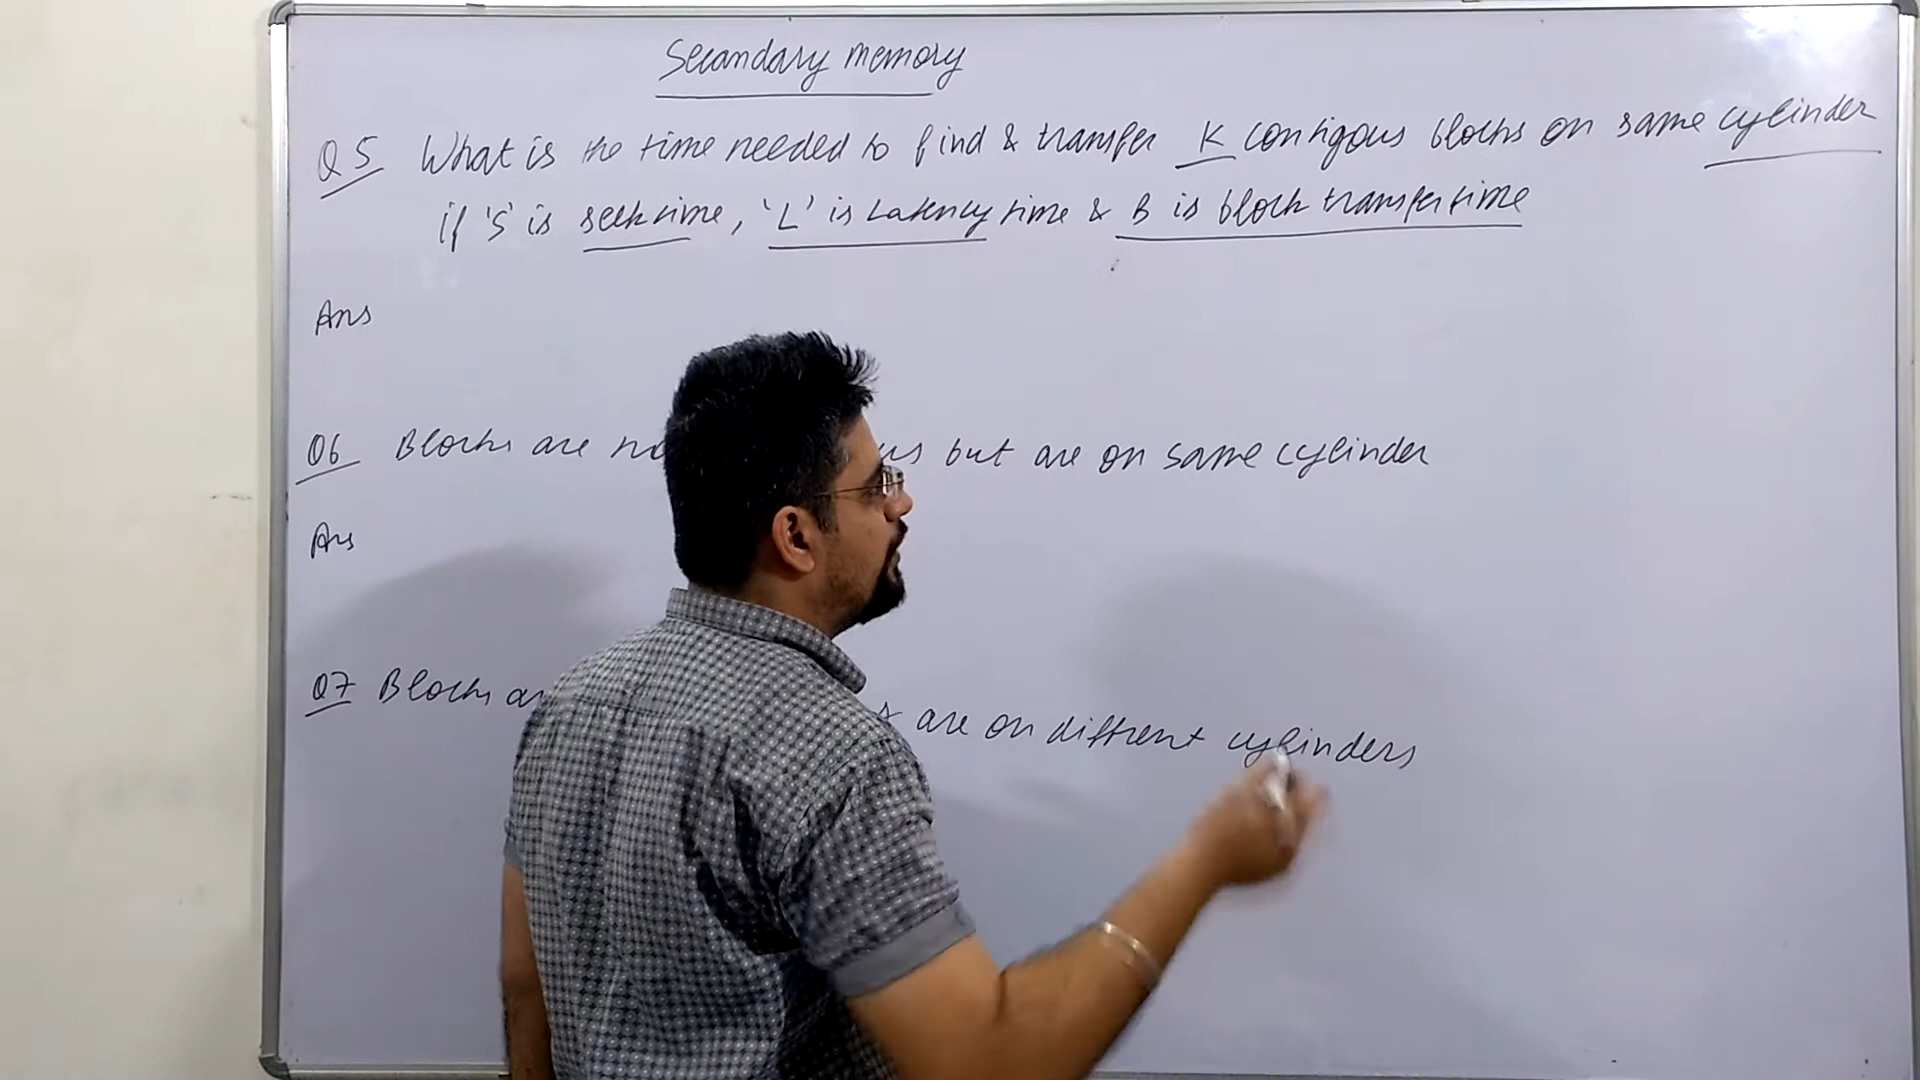 Secondary memory
Q5 What is the time needed to find & transfer K contigous blocks on same cylinder
if 'S' is seek time, 'L' is Latency time & B is block transfer time
Ans
Q6 Blocks are but are on same cylinder
Ans
Q7 Blocks are on different cylinders